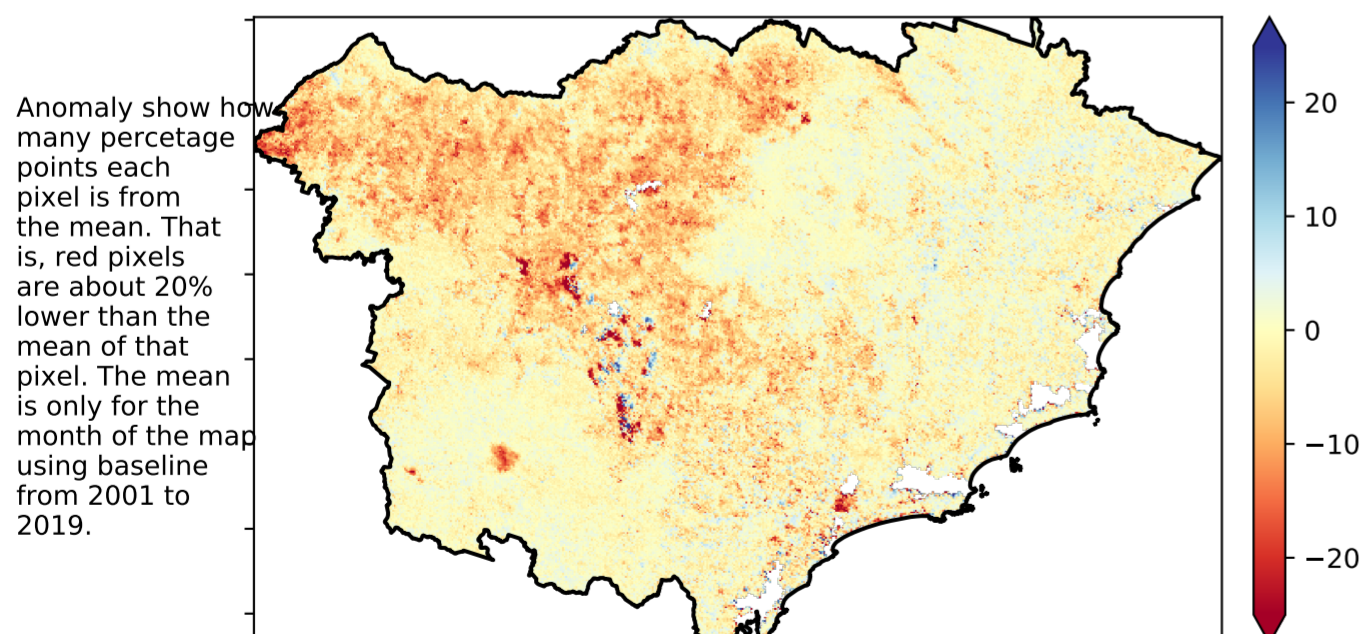 Anomaly show how
many percetage
points each
pixel is from
the mean. That
is, red pixels
are about 20%
lower than the
mean of that
pixel. The mean
is only for the
month of the map
using baseline
from 2001 to
2019.
20
10
0
−10
−20